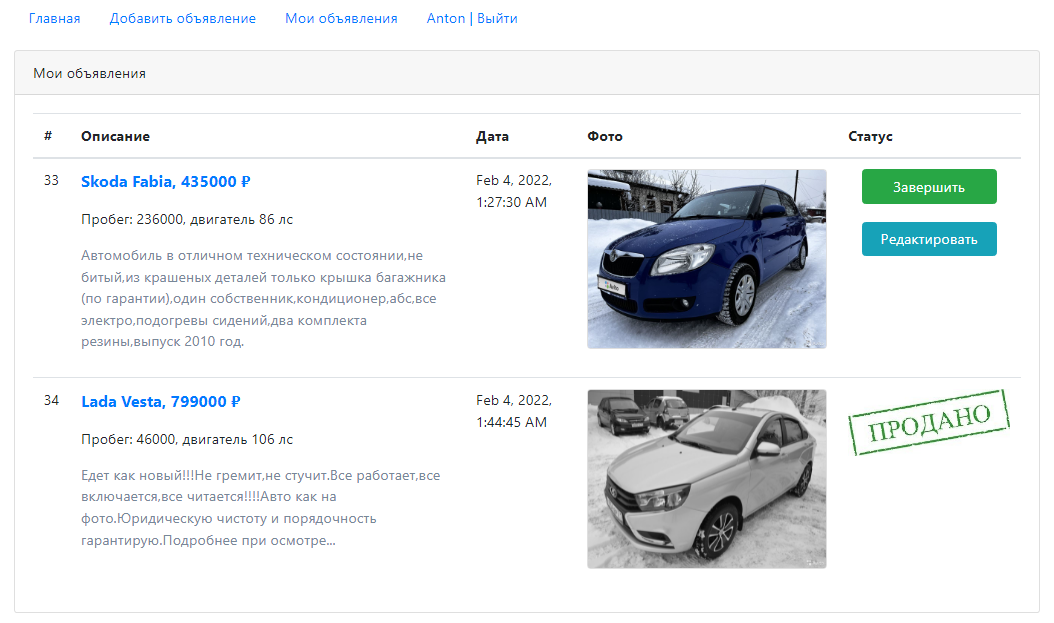 Главная Добавить объявление Мои объявления Anton | Выйти
Мои объявления
# Описание Дата Фото Статус
33 Skoda Fabia, 435000 ₽ Feb 4, 2022, Завершить
1:27:30 AM
Пробег: 236000, двигатель 86 лс
Редактировать
Автомобиль в отличном техническом состоянии,не
битый,из крашеных деталей только крышка багажника
(по гарантии),один собственник,кондиционер,абс,все
электро,подогревы сидений,два комплекта
резины,выпуск 2010 год.
Avito
34 Lada Vesta, 799000 ₽ Feb 4, 2022, ПРОДАНО
1:44:45 AM
Пробег: 46000, двигатель 106 лс
Едет как новый!!!Не гремит,не стучит.Все работает,все
включается,все читается!!!!Авто как на
фото.Юридическую чистоту и порядочность
гарантирую.Подробнее при осмотре...